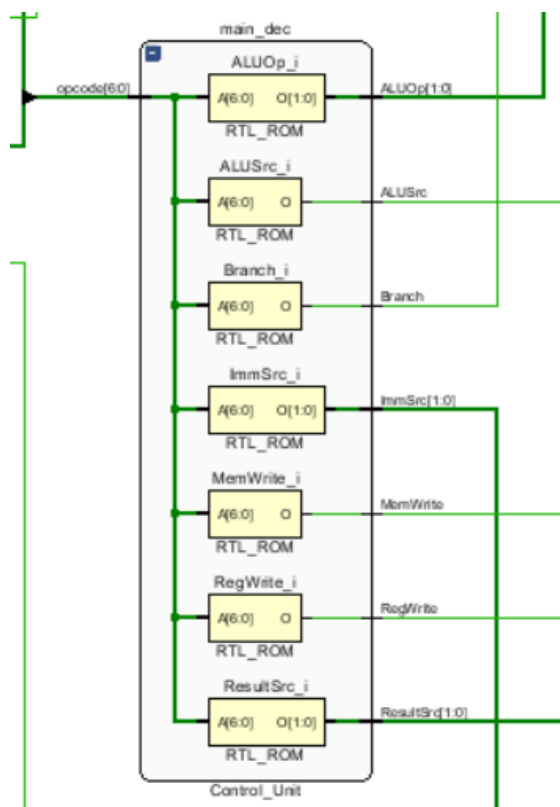 main_dec
ALUOp_i
opcode[6:0]
A[6:0] O[1:0]
ALUOp[1:0]
RTL_ROM
ALUSrc_i
A[6:0] O
ALUSrc
RTL_ROM
Branch_i
A[6:0] O
Branch
RTL_ROM
ImmSrc_i
A[6:0] O[1:0]
ImmSrc[1:0]
RTL_ROM
MemWrite_i
A[6:0] O
MemWrite
RTL_ROM
RegWrite_i
A[6:0] O
RegWrite
RTL_ROM
ResultSrc_i
A[6:0] O[1:0]
ResultSrc[1:0]
RTL_ROM
Control_Unit